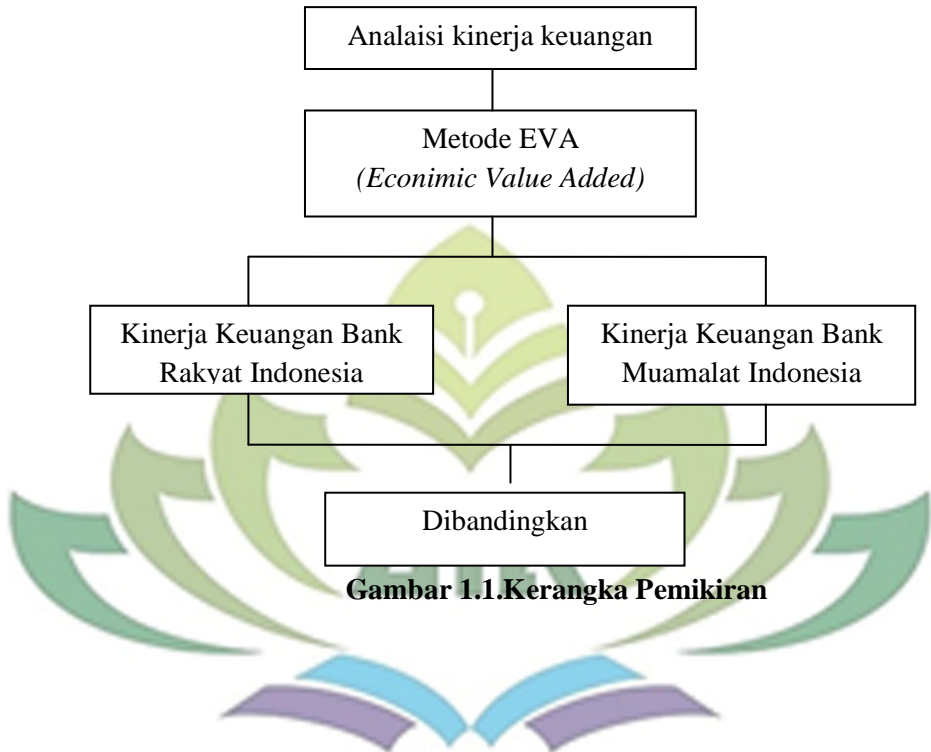 Analaisi kinerja keuangan
Metode EVA
(Econimic Value Added)
Kinerja Keuangan Bank
Rakyat Indonesia
Kinerja Keuangan Bank
Muamalat Indonesia
Dibandingkan
Gambar 1.1.Kerangka Pemikiran